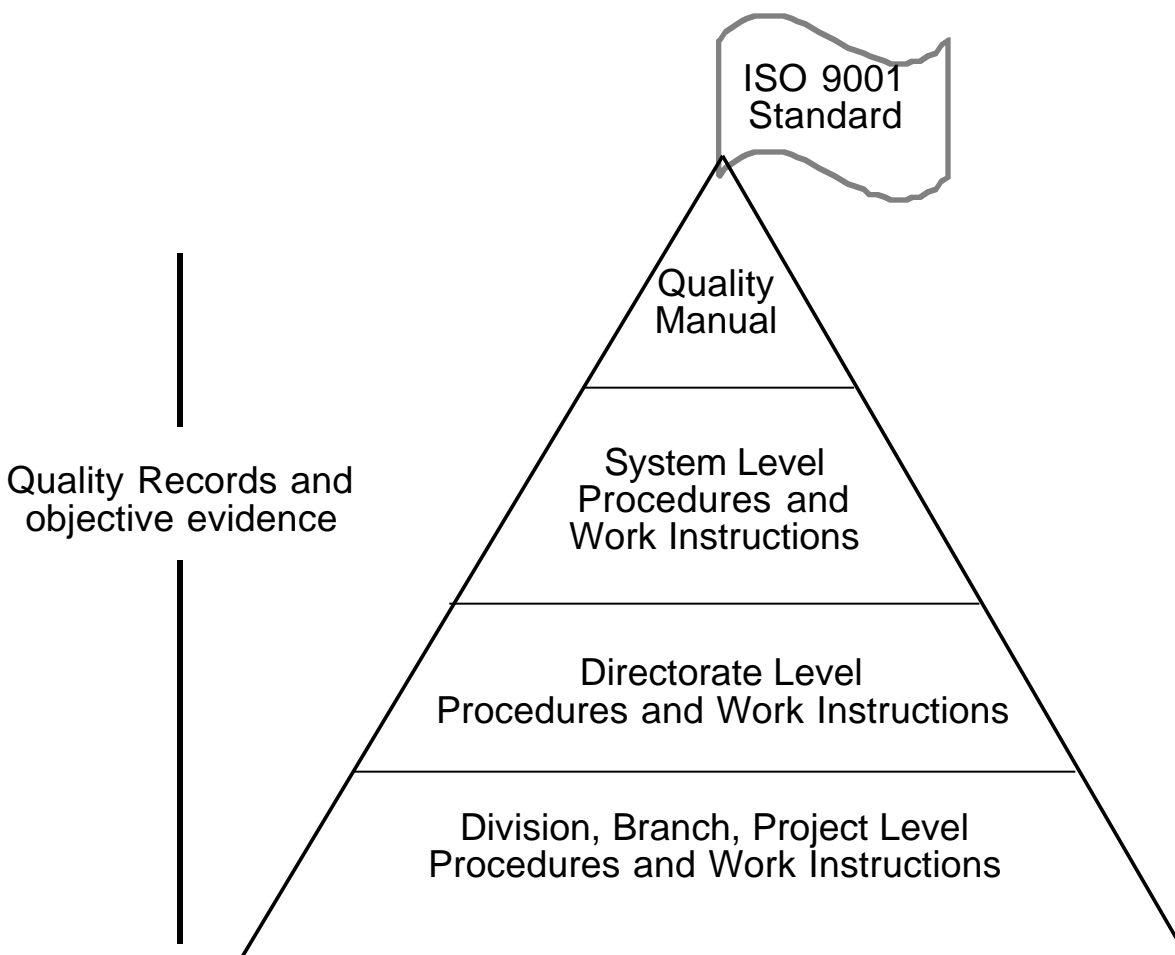 ISO 9001
Standard
Quality
Manual
Quality Records and
objective evidence
System Level
Procedures and
Work Instructions
Directorate Level
Procedures and Work Instructions
Division, Branch, Project Level
Procedures and Work Instructions